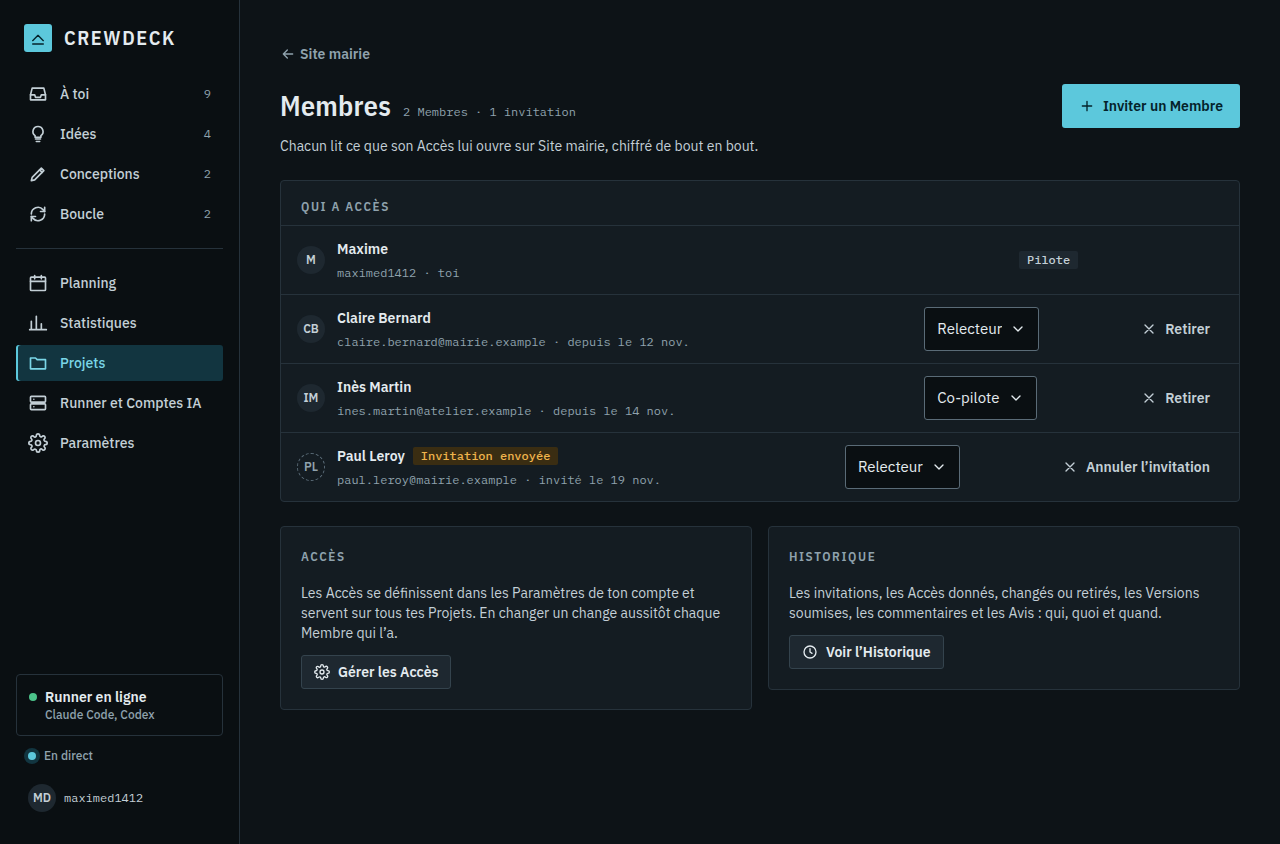 CREWDECK
À toi 9
Idées 4
Conceptions 2
Boucle 2
Planning
Statistiques
Projets
Runner et Comptes IA
Paramètres
Runner en ligne
Claude Code, Codex
En direct
MD maximed1412
← Site mairie
Membres 2 Membres · 1 invitation
+ Inviter un Membre
Chacun lit ce que son Accès lui ouvre sur Site mairie, chiffré de bout en bout.
QUI A ACCÈS
M Maxime
maximed1412 · toi
Pilote
CB Claire Bernard
claire.bernard@mairie.example · depuis le 12 nov.
Relecteur
Retirer
IM Inès Martin
ines.martin@atelier.example · depuis le 14 nov.
Co-pilote
Retirer
PL Paul Leroy Invitation envoyée
paul.leroy@mairie.example · invité le 19 nov.
Relecteur
Annuler l’invitation
ACCÈS
Les Accès se définissent dans les Paramètres de ton compte et
servent sur tous tes Projets. En changer un change aussitôt chaque
Membre qui l’a.
Gérer les Accès
HISTORIQUE
Les invitations, les Accès donnés, changés ou retirés, les Versions
soumises, les commentaires et les Avis : qui, quoi et quand.
Voir l’Historique